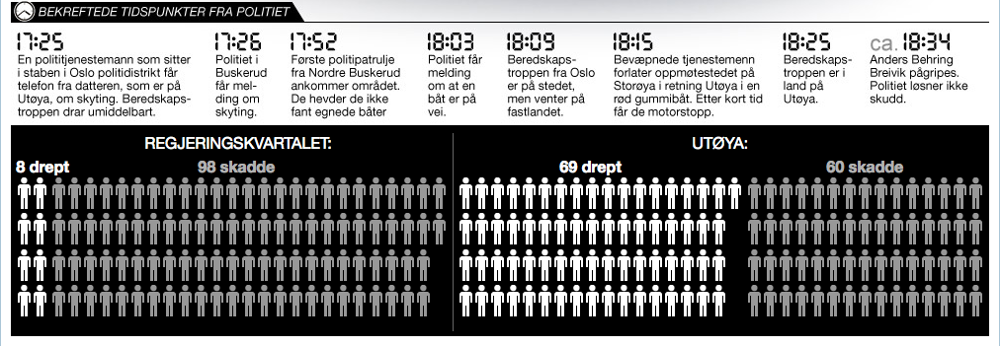 BEKREFTEDE TIDSPUNKTER FRA POLITIET
17:25
En polititjenestemann som sitter
i staben i Oslo politidistrikt får
telefon fra datteren, som er på
Utøya, om skyting. Beredskaps-
troppen drar umiddelbart.
17:26
Politiet i
Buskerud
får mel-
ding om
skyting.
17:52
Første politipatrulje
fra Nordre Buskerud
ankommer området.
De hevder de ikke
fant egnede båter
18:03
Politiet får
melding
om at en
båt er på
vei.
18:09
Beredskaps-
troppen fra Oslo
er på stedet,
men venter på
fastlandet.
18:15
Bevæpnede tjenestemenn
forlater oppmøtestedet på
Storøya i retning Utøya i en
rød gummibåt. Etter kort tid
får de motorstopp.
18:25
Beredskaps-
troppen er i
land på
Utøya.
ca. 18:34
Anders Behring
Breivik pågripes.
Politiet løsner ikke
skudd.
REGJERINGSKVARTALET:
8 drept 98 skadde
UTØYA:
69 drept 60 skadde